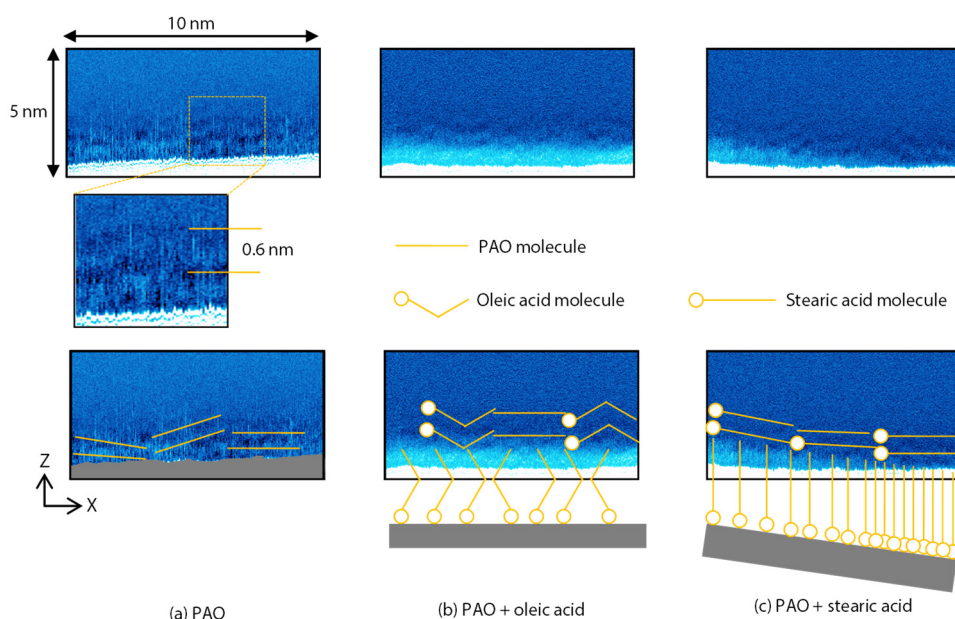 10 nm
5 nm
0.6 nm
PAO molecule
Oleic acid molecule
Stearic acid molecule
Z
X
(a) PAO
(b) PAO + oleic acid
(c) PAO + stearic acid